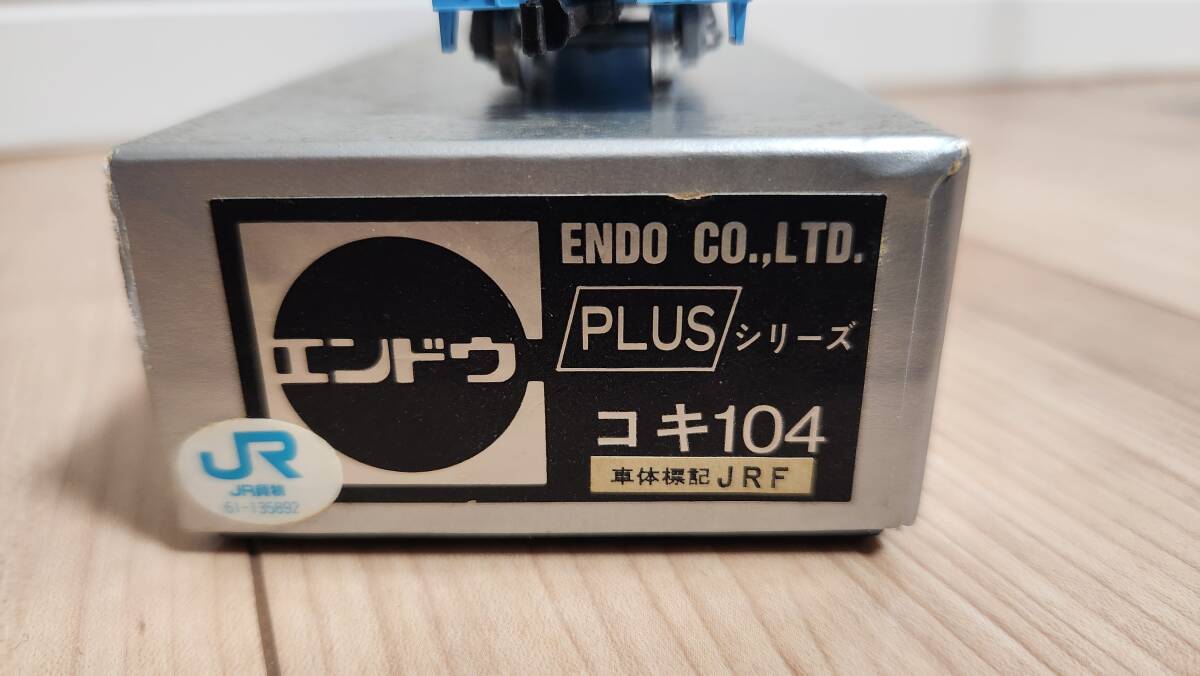 エンドウ
ENDO CO.,LTD.
PLUS シリーズ
コキ104
車体標記 JRF
JR
JR貨物
61-135892